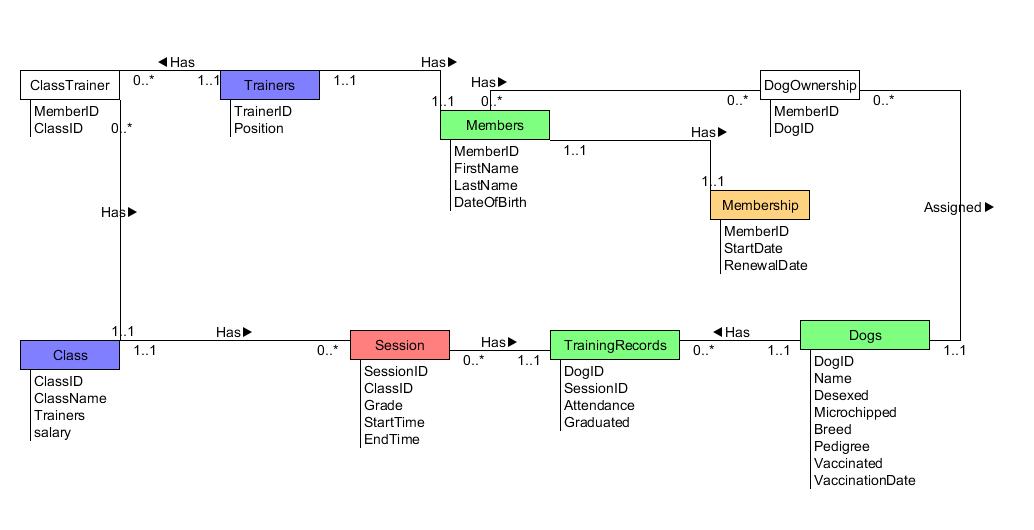 ◄Has
Has►
ClassTrainer
0..*
1..1
Trainers
1..1
Has►
DogOwnership
MemberID
ClassID
0..*
TrainerID
Position
1..1
0..*
0..*
0..*
MemberID
DogID
Members
Has►
1..1
MemberID
FirstName
LastName
DateOfBirth
1..1
Membership
MemberID
StartDate
RenewalDate
Has►
Assigned►
1..1
Has►
Has►
◄Has
Class
1..1
0..*
Session
0..*
1..1
TrainingRecords
0..*
1..1
Dogs
1..1
ClassID
ClassName
Trainers
salary
SessionID
ClassID
Grade
StartTime
EndTime
DogID
SessionID
Attendance
Graduated
DogID
Name
Desexed
Microchipped
Breed
Pedigree
Vaccinated
VaccinationDate